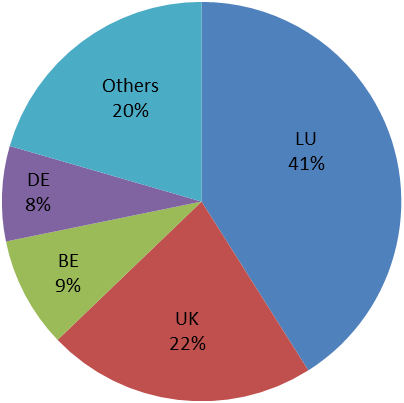 Others
20%
LU
41%
DE
8%
BE
9%
UK
22%